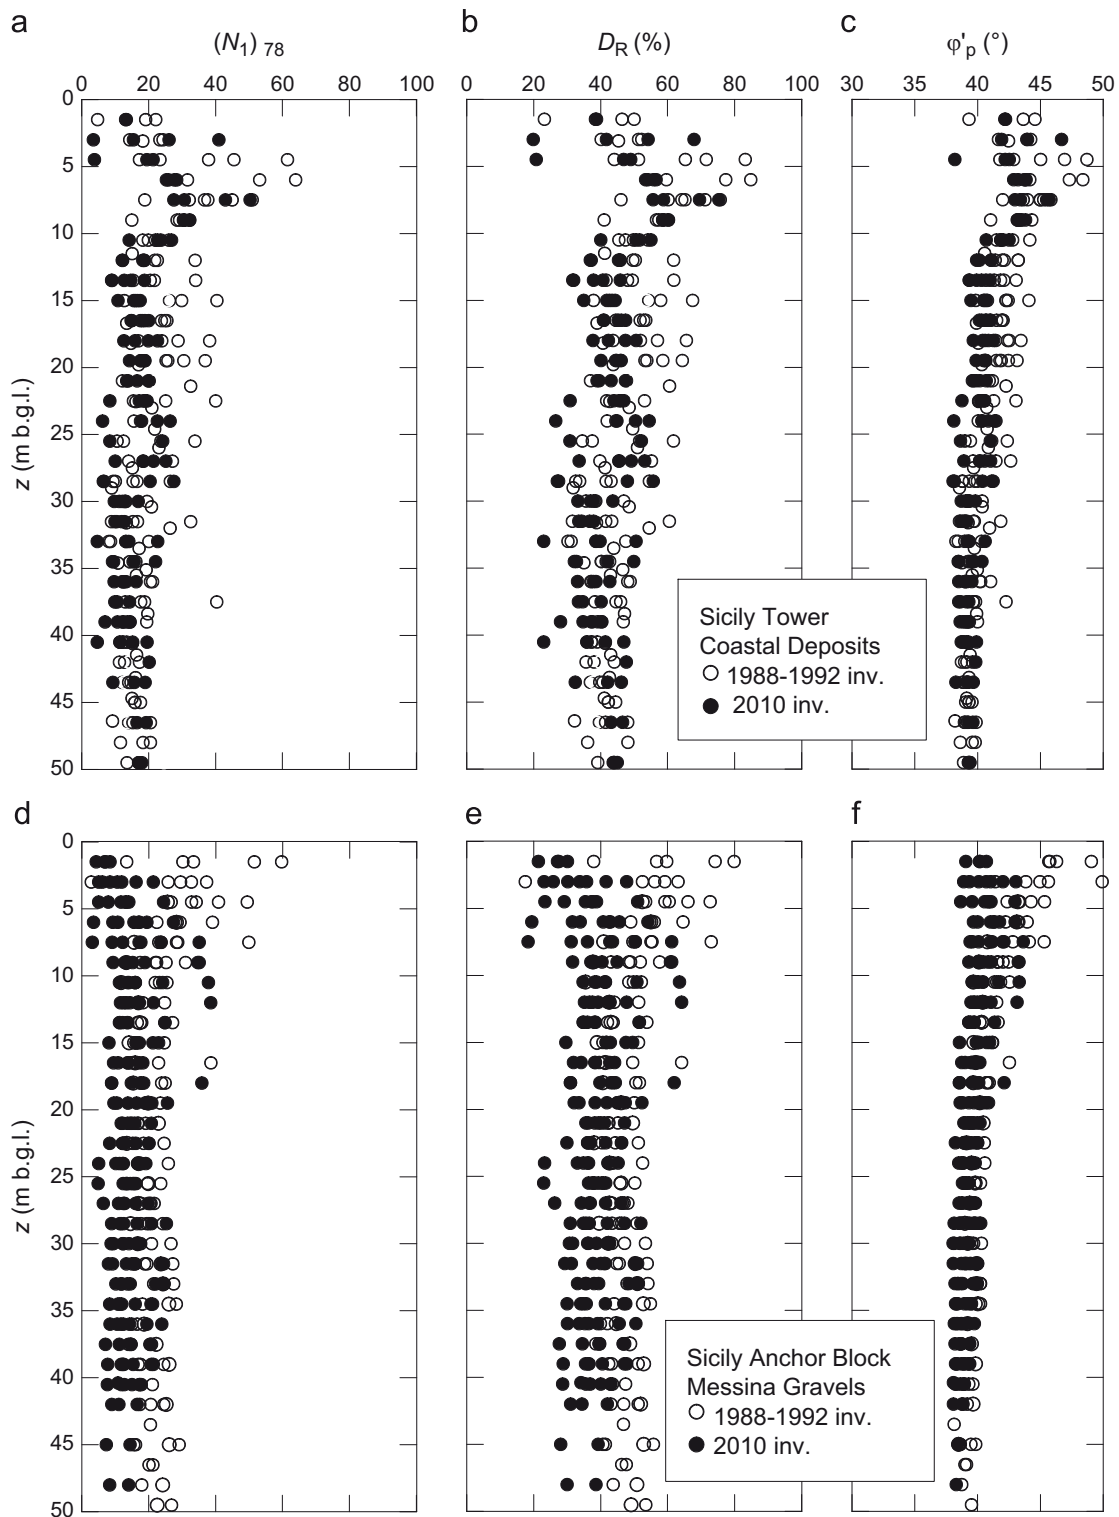 a
b
c
(N₁) ₇₈
D_R (%)
φ'ₚ (°)
0 20 40 60 80 100
0 20 40 60 80 100
30 35 40 45 50
0
5
10
15
20
25
30
35
40
45
50
z (m b.g.l.)
Sicily Tower
Coastal Deposits
1988-1992 inv.
2010 inv.
d
e
f
0
5
10
15
20
25
30
35
40
45
50
z (m b.g.l.)
Sicily Anchor Block
Messina Gravels
1988-1992 inv.
2010 inv.